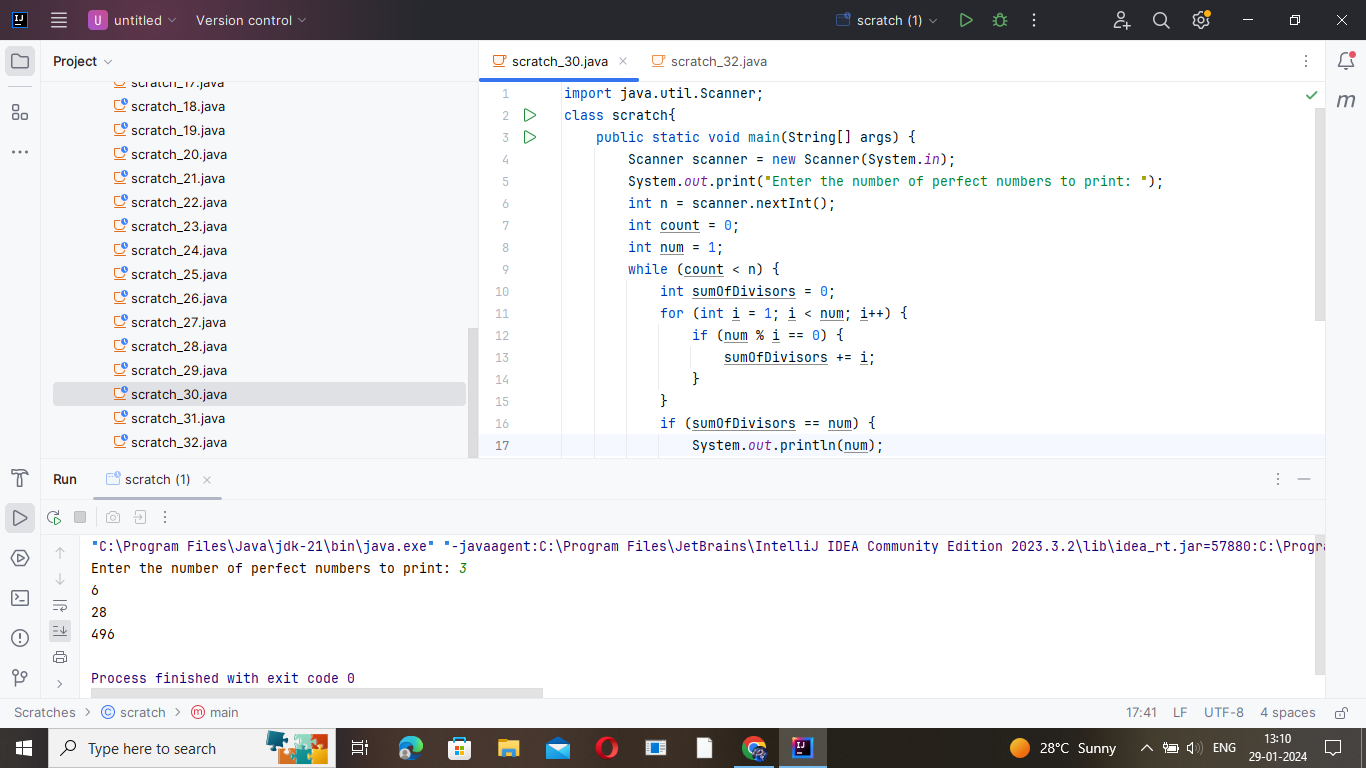 U untitled Version control scratch (1)
Project
scratch_30.java
scratch_32.java
scratch_17.java
scratch_18.java
scratch_19.java
scratch_20.java
scratch_21.java
scratch_22.java
scratch_23.java
scratch_24.java
scratch_25.java
scratch_26.java
scratch_27.java
scratch_28.java
scratch_29.java
scratch_30.java
scratch_31.java
scratch_32.java
1 import java.util.Scanner;
2 class scratch{
3 public static void main(String[] args) {
4 Scanner scanner = new Scanner(System.in);
5 System.out.print("Enter the number of perfect numbers to print: ");
6 int n = scanner.nextInt();
7 int count = 0;
8 int num = 1;
9 while (count < n) {
10 int sumOfDivisors = 0;
11 for (int i = 1; i < num; i++) {
12 if (num % i == 0) {
13 sumOfDivisors += i;
14 }
15 }
16 if (sumOfDivisors == num) {
17 System.out.println(num);
m
Run scratch (1)
"C:\Program Files\Java\jdk-21\bin\java.exe" "-javaagent:C:\Program Files\JetBrains\IntelliJ IDEA Community Edition 2023.3.2\lib\idea_rt.jar=57880:C:\Progra
Enter the number of perfect numbers to print: 3
6
28
496
Process finished with exit code 0
Scratches > scratch > main 17:41 LF UTF-8 4 spaces
Type here to search
28°C Sunny
ENG
13:10
29-01-2024